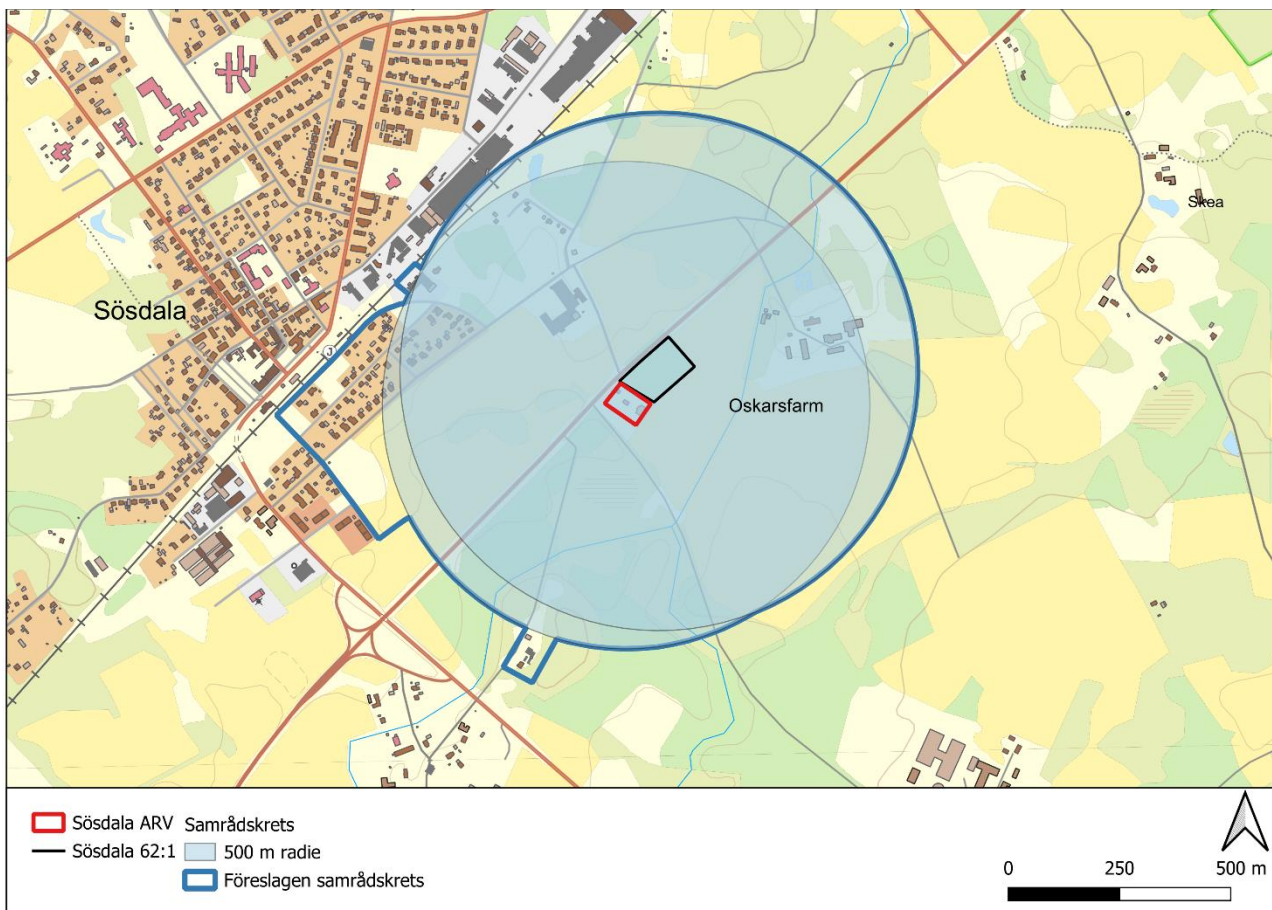 Skea
Sösdala
J
Oskarsfarm
Sösdala ARV Samrådskrets
Sösdala 62:1 500 m radie
Föreslagen samrådskrets
0 250 500 m